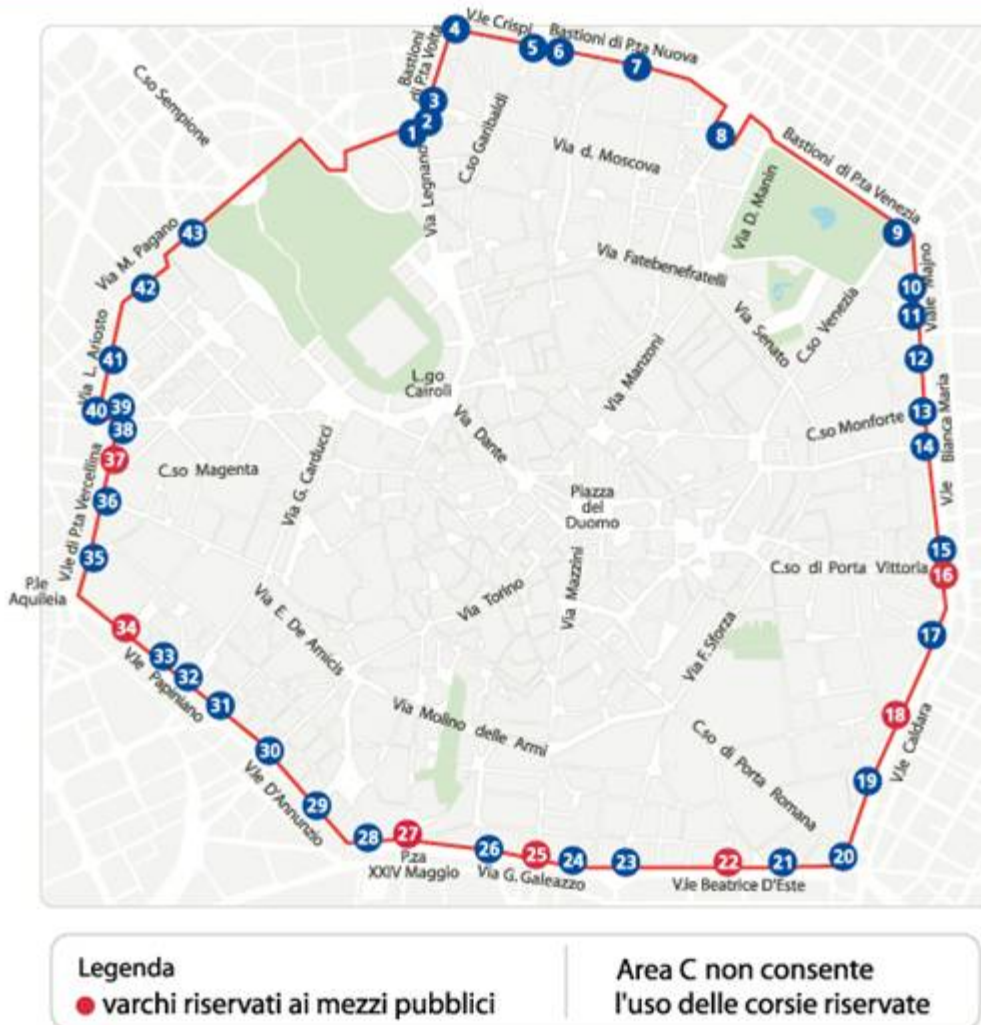 4
V.le Crispi
5
6
Bastioni di P.ta Nuova
7
Bastioni
di P.ta Volta
3
2
1
8
C.so Sempione
C.so Garibaldi
Via Legnano
Via d. Moscova
Bastioni di P.ta Venezia
Via D. Manin
9
43
Via M. Pagano
42
Via Fatebenefratelli
Via Senato
C.so Venezia
10
11
Viale Majno
12
Via L. Ariosto
41
40
39
38
37
L.go
Cairoli
Via Dante
Via Manzoni
C.so Monforte
13
14
V.le Bianca Maria
C.so Magenta
Via G. Carducci
Piazza
del
Duomo
V.le di P.ta Vercellina
36
35
15
C.so di Porta Vittoria
16
P.le
Aquileia
34
33
32
31
V.le Papiniano
Via E. De Amicis
Via Torino
Via Mazzini
Via F. Sforza
17
18
V.le Caldara
19
Via Molino delle Armi
C.so di Porta Romana
30
V.le D'Annunzio
29
28
27
P.za
XXIV Maggio
26
Via G. Galeazzo
25
24
23
22
V.le Beatrice D'Este
21
20
Legenda
varchi riservati ai mezzi pubblici
Area C non consente
l'uso delle corsie riservate